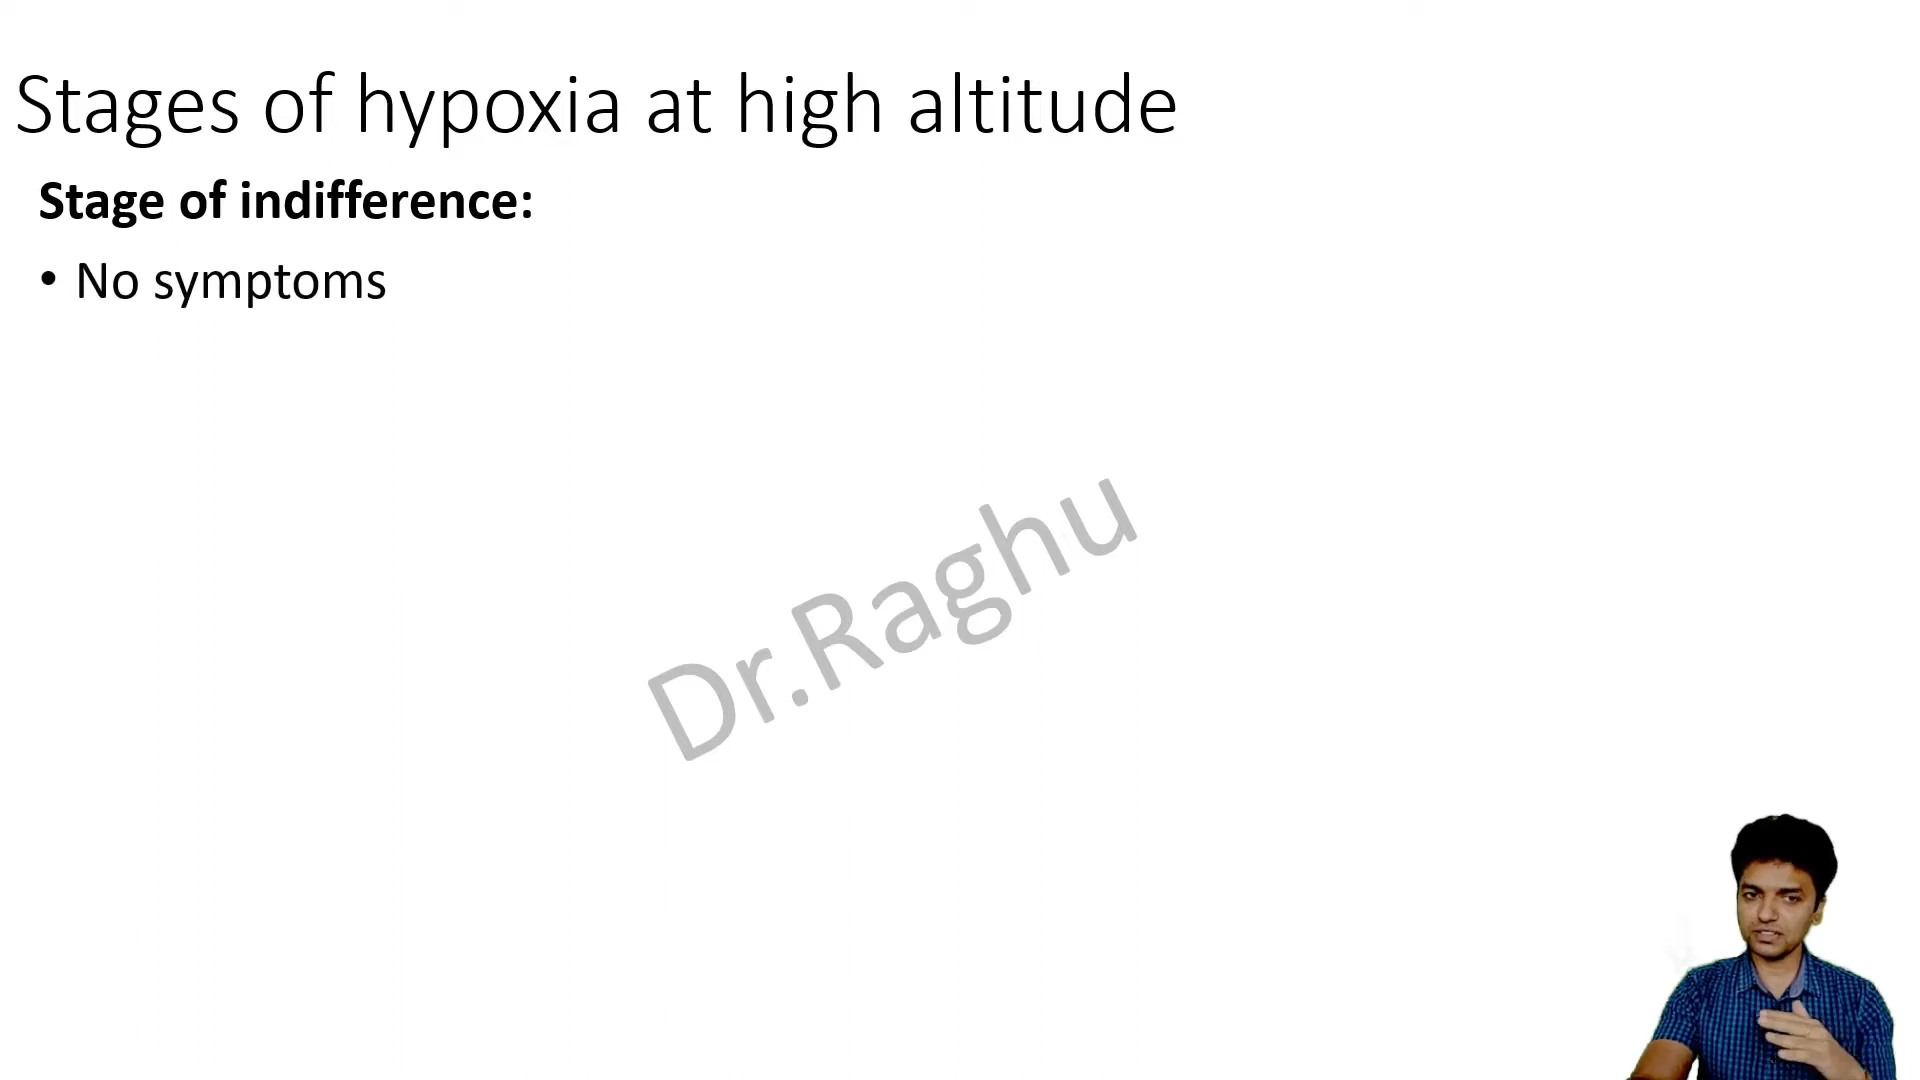 Stages of hypoxia at high altitude
Stage of indifference:
• No symptoms
Dr.Raghu